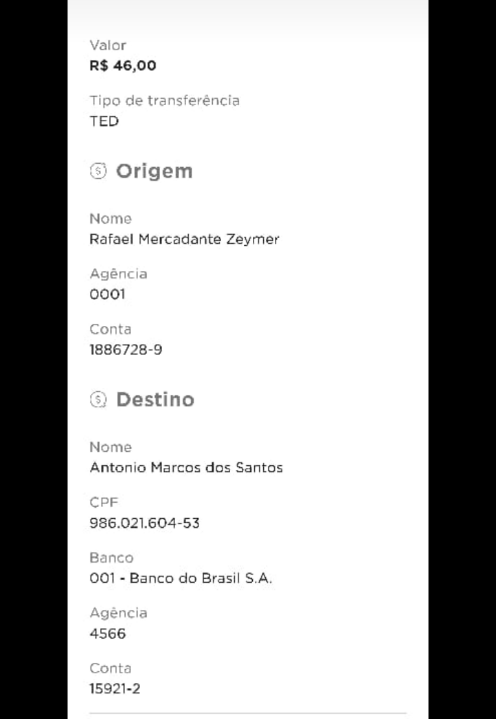 Valor
R$ 46,00
Tipo de transferência
TED
Origem
Nome
Rafael Mercadante Zeymer
Agência
0001
Conta
1886728-9
Destino
Nome
Antonio Marcos dos Santos
CPF
986.021.604-53
Banco
001 - Banco do Brasil S.A.
Agência
4566
Conta
15921-2